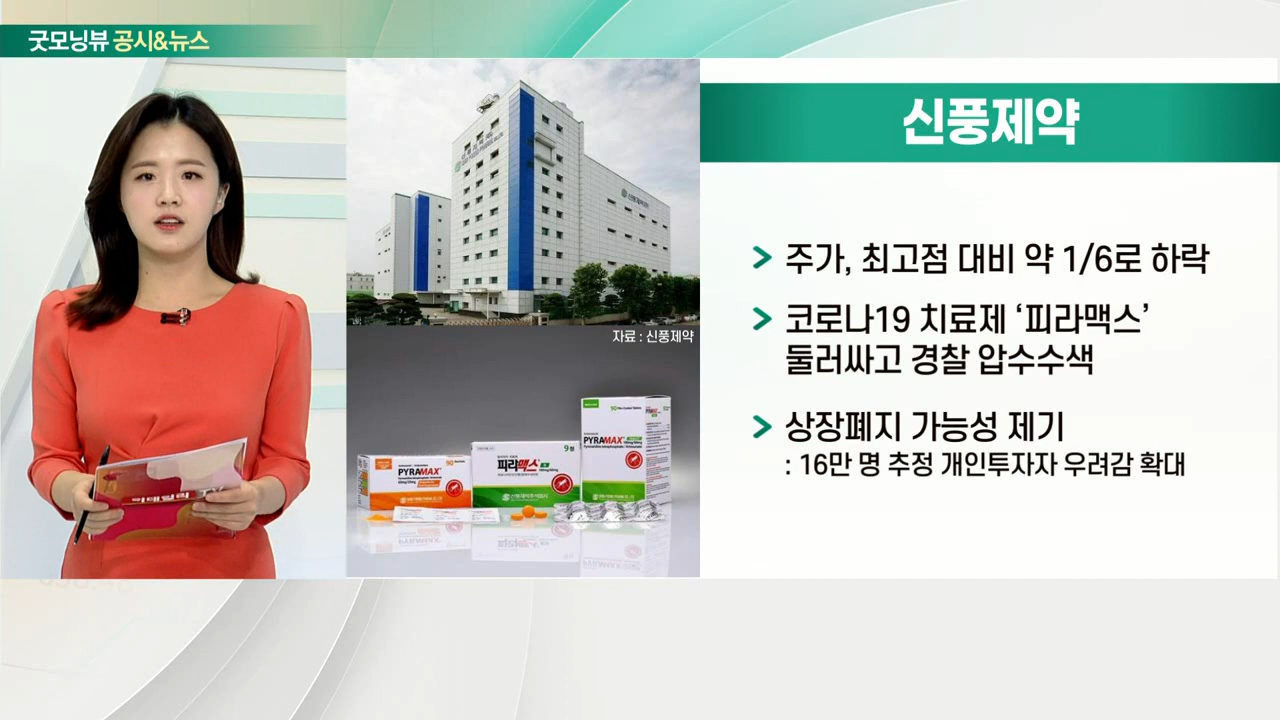 굿모닝뷰 공시&뉴스
신풍제약
자료 : 신풍제약
주가, 최고점 대비 약 1/6로 하락
코로나19 치료제 ‘피라맥스’
둘러싸고 경찰 압수수색
상장폐지 가능성 제기
: 16만 명 추정 개인투자자 우려감 확대
PYRAMAX
피라맥스
9정
PYRAMAX